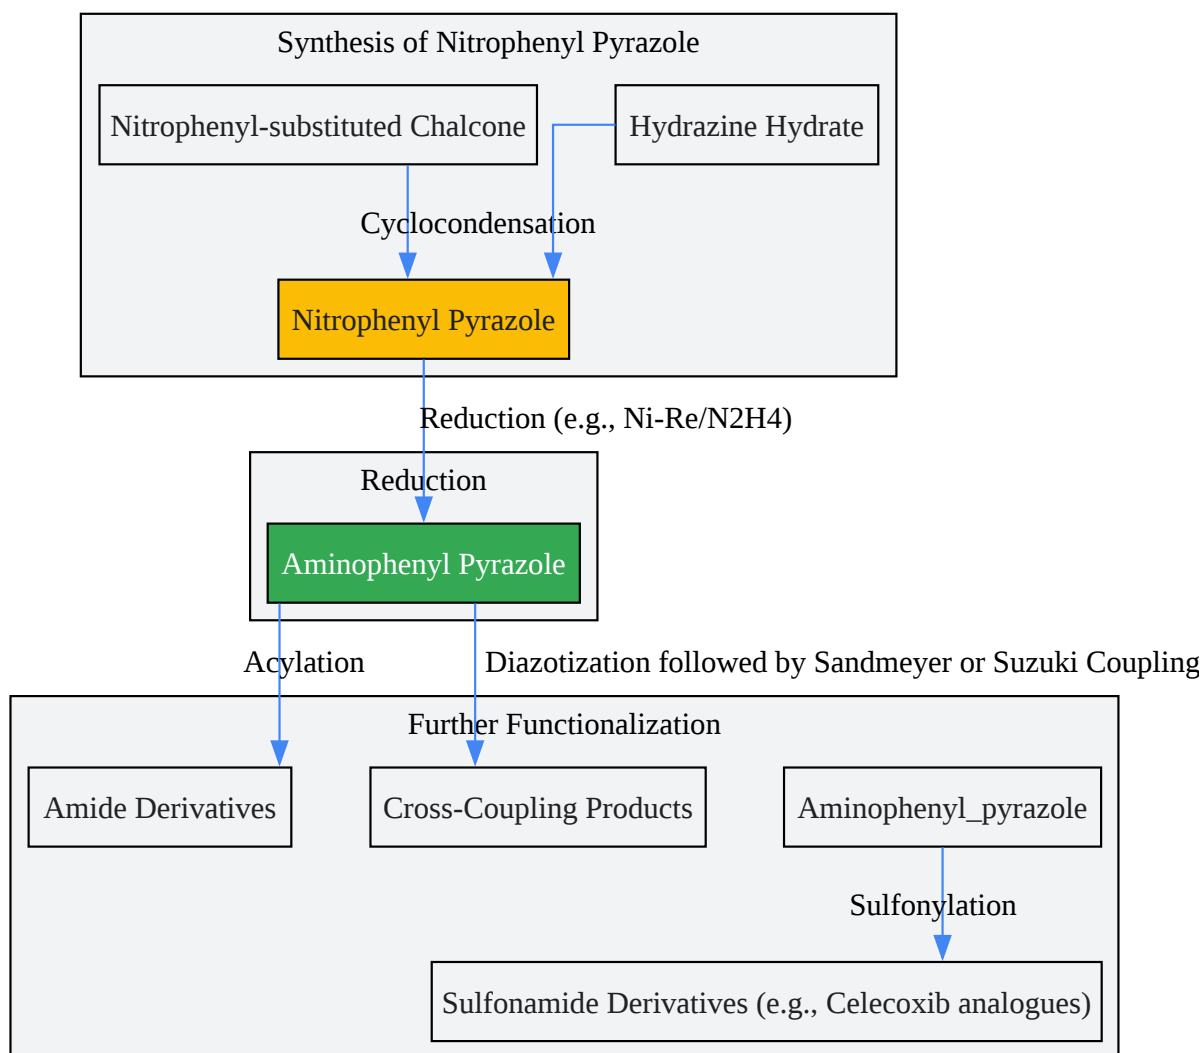 Synthesis of Nitrophenyl Pyrazole
Nitrophenyl-substituted Chalcone
Hydrazine Hydrate
Cyclocondensation
Nitrophenyl Pyrazole
Reduction (e.g., Ni-Re/N2H4)
Reduction
Aminophenyl Pyrazole
Acylation
Diazotization followed by Sandmeyer or Suzuki Coupling
Further Functionalization
Amide Derivatives
Cross-Coupling Products
Aminophenyl_pyrazole
Sulfonylation
Sulfonamide Derivatives (e.g., Celecoxib analogues)